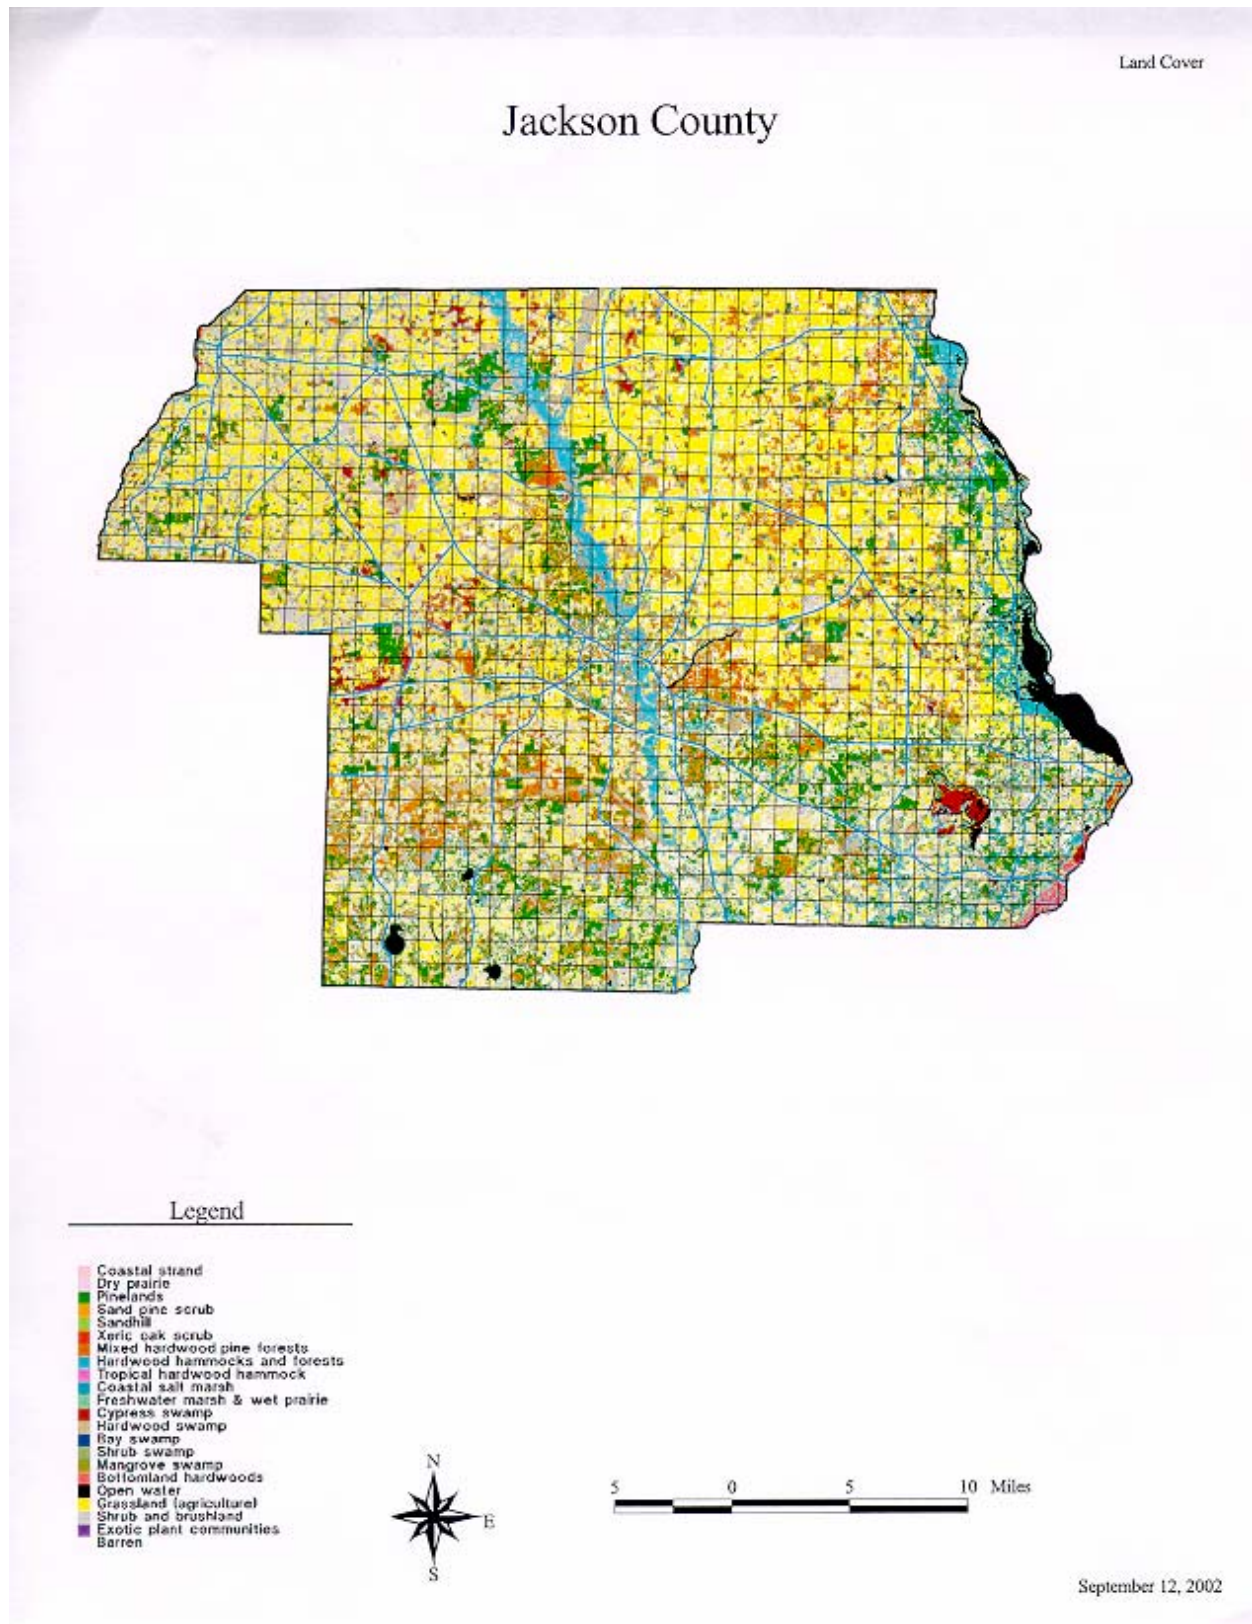 Land Cover
Jackson County
Legend
Coastal strand
Dry prairie
Pinelands
Sand pine scrub
Sandhill
Xeric oak scrub
Mixed hardwood pine forests
Hardwood hammocks and forests
Tropical hardwood hammock
Coastal salt marsh
Freshwater marsh & wet prairie
Cypress swamp
Hardwood swamp
Bay swamp
Shrub swamp
Mangrove swamp
Bottomland hardwoods
Open water
Grassland (agriculture)
Shrub and brushland
Exotic plant communities
Barren
N
E
S
5 0 5 10 Miles
September 12, 2002